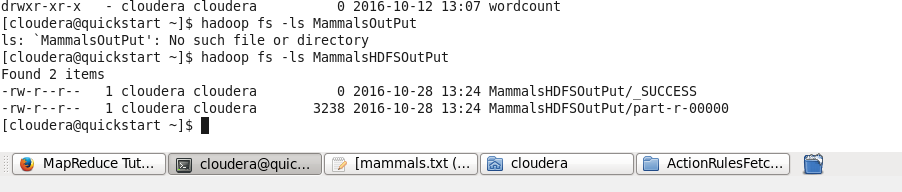 drwxr-xr-x   - cloudera cloudera          0 2016-10-12 13:07 wordcount
[cloudera@quickstart ~]$ hadoop fs -ls MammalsOutPut
ls: `MammalsOutPut': No such file or directory
[cloudera@quickstart ~]$ hadoop fs -ls MammalsHDFSOutPut
Found 2 items
-rw-r--r--   1 cloudera cloudera          0 2016-10-28 13:24 MammalsHDFSOutPut/_SUCCESS
-rw-r--r--   1 cloudera cloudera       3238 2016-10-28 13:24 MammalsHDFSOutPut/part-r-00000
[cloudera@quickstart ~]$
MapReduce Tut... cloudera@quic... [mammals.txt (... cloudera ActionRulesFetc...